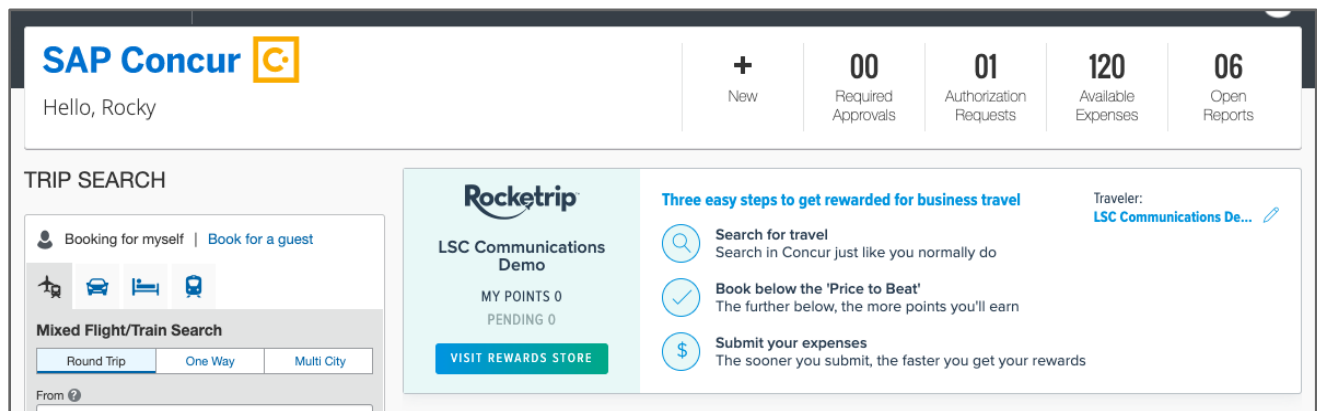 SAP Concur
Hello, Rocky
+
New
00
Required
Approvals
01
Authorization
Requests
120
Available
Expenses
06
Open
Reports
TRIP SEARCH
Booking for myself | Book for a guest
Mixed Flight/Train Search
Round Trip
One Way
Multi City
From ?
Rocketrip
LSC Communications
Demo
MY POINTS 0
PENDING 0
VISIT REWARDS STORE
Three easy steps to get rewarded for business travel
Search for travel
Search in Concur just like you normally do
Book below the 'Price to Beat'
The further below, the more points you'll earn
$
Submit your expenses
The sooner you submit, the faster you get your rewards
Traveler:
LSC Communications De...